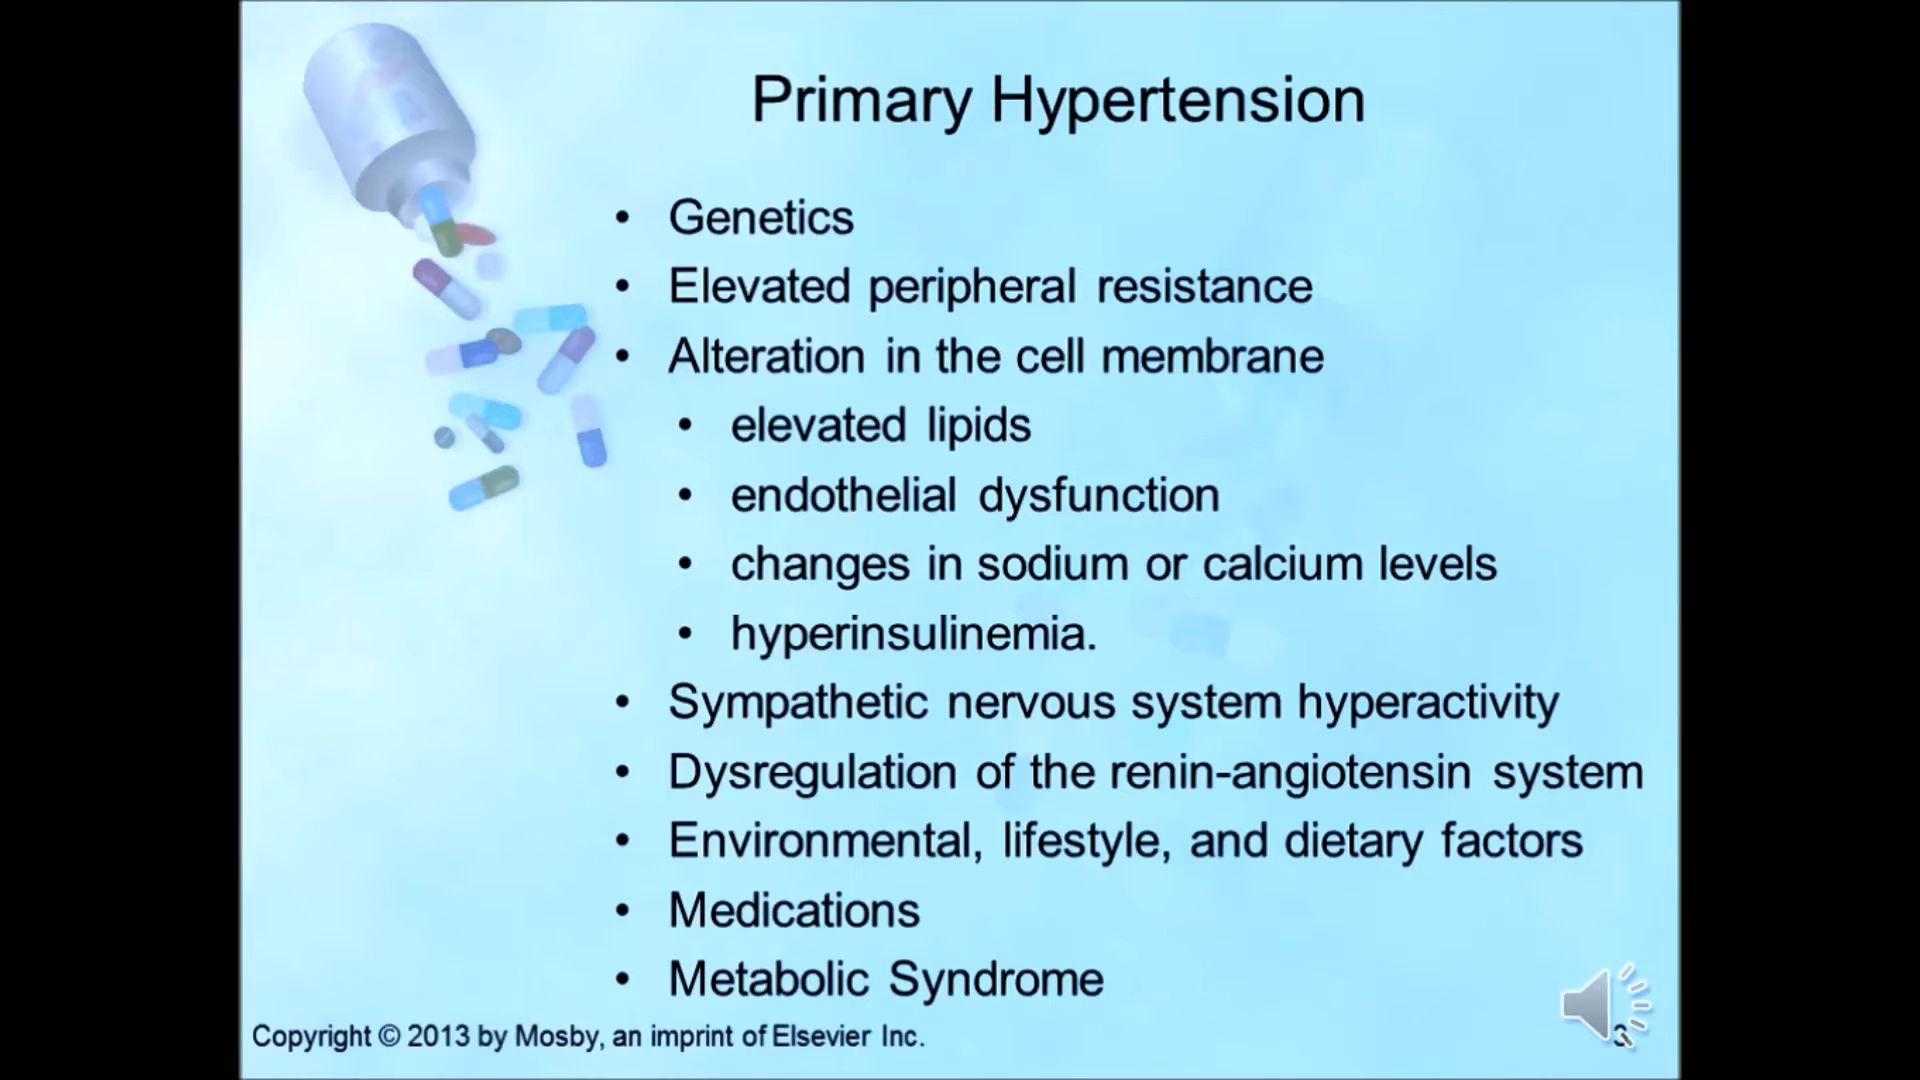 Primary Hypertension
• Genetics
• Elevated peripheral resistance
• Alteration in the cell membrane
• elevated lipids
• endothelial dysfunction
• changes in sodium or calcium levels
• hyperinsulinemia.
• Sympathetic nervous system hyperactivity
• Dysregulation of the renin-angiotensin system
• Environmental, lifestyle, and dietary factors
• Medications
• Metabolic Syndrome
Copyright © 2013 by Mosby, an imprint of Elsevier Inc.